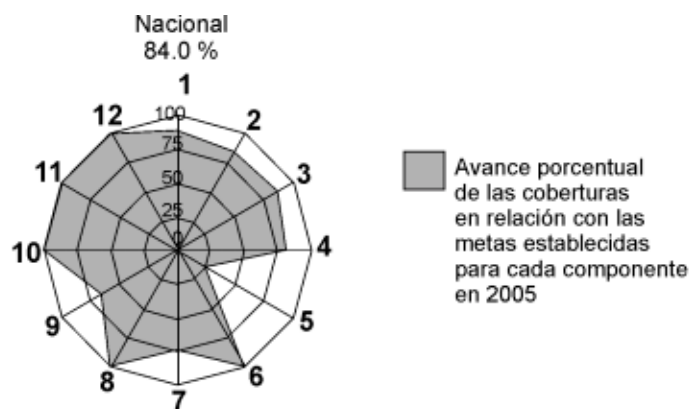 Nacional
84.0 %
1
12
100
2
75
11
50
3
25
10
0
4
9
5
8
6
7
Avance porcentual
de las coberturas
en relación con las
metas establecidas
para cada componente
en 2005